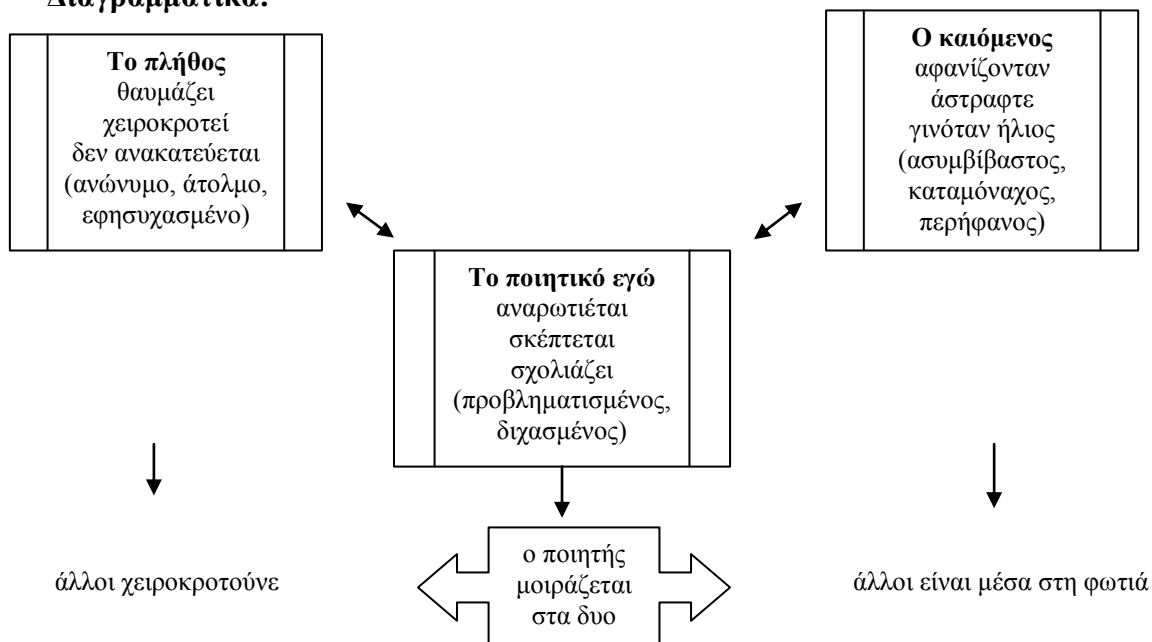 Διαγραμματικά:
Το πλήθος
θαυμάζει
χειροκροτεί
δεν ανακατεύεται
(ανώνυμο, άτολμο,
εφησυχασμένο)
Ο καιόμενος
αφανίζονταν
άστραφτε
γινόταν ήλιος
(ασυμβίβαστος,
καταμόναχος,
περήφανος)
Το ποιητικό εγώ
αναρωτιέται
σκέπτεται
σχολιάζει
(προβληματισμένος,
διχασμένος)
άλλοι χειροκροτούνε
ο ποιητής
μοιράζεται
στα δυο
άλλοι είναι μέσα στη φωτιά